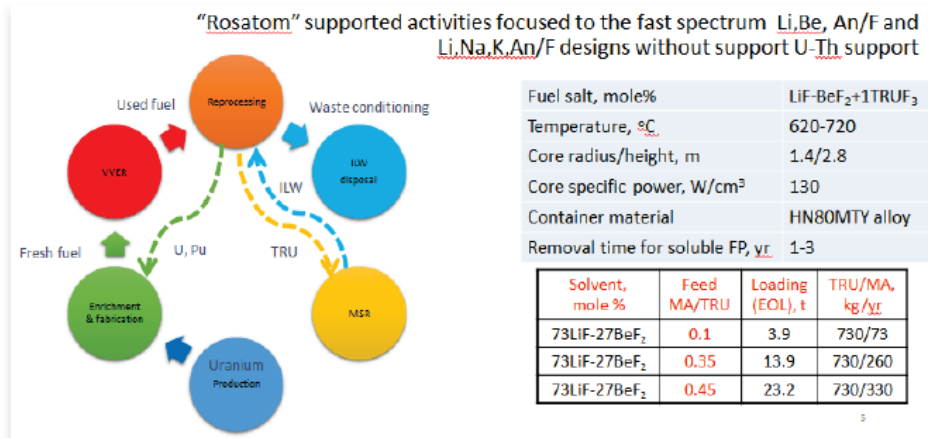 “Rosatom” supported activities focused to the fast spectrum Li,Be, An/F and
Li,Na,K,An/F designs without support U-Th support
Used fuel
Reprocessing
Waste conditioning
VVER
ILW
disposal
ILW
Fresh fuel
U, Pu
TRU
Enrichment
& fabrication
MSR
Uranium
Production
Fuel salt, mole% LiF-BeF₂+1TRUF₃
Temperature, °C 620-720
Core radius/height, m 1.4/2.8
Core specific power, W/cm³ 130
Container material HN80MTY alloy
Removal time for soluble FP, yr 1-3
Solvent, Feed Loading TRU/MA,
mole % MA/TRU (EOL), t kg/yr
73LiF-27BeF₂ 0.1 3.9 730/73
73LiF-27BeF₂ 0.35 13.9 730/260
73LiF-27BeF₂ 0.45 23.2 730/330